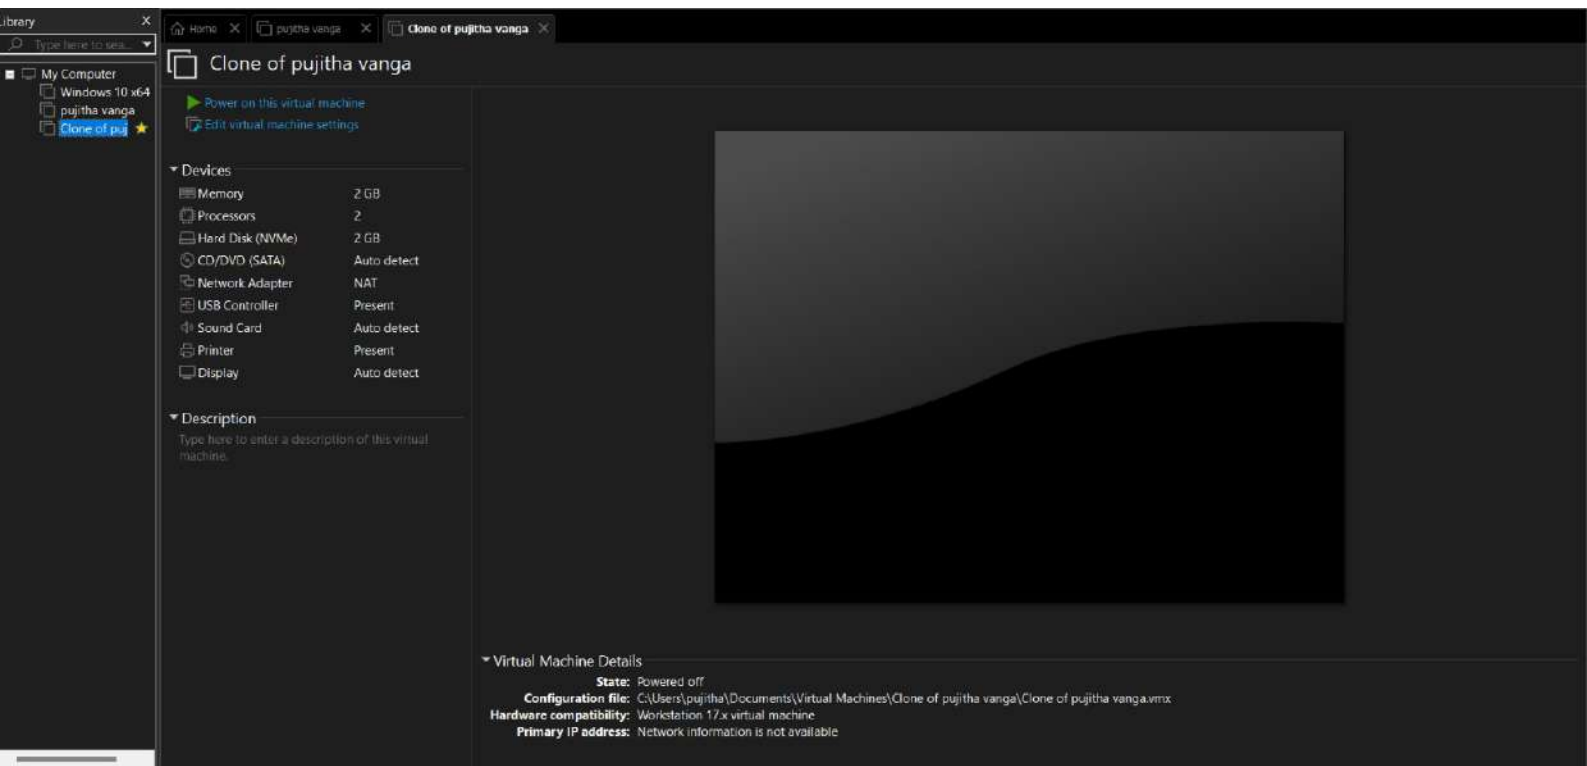 Library X
Type here to sea...
My Computer
Windows 10 x64
pujitha vanga
Clone of puj
Home X pujitha vanga X Clone of pujitha vanga X
Clone of pujitha vanga
Power on this virtual machine
Edit virtual machine settings
Devices
Memory 2 GB
Processors 2
Hard Disk (NVMe) 2 GB
CD/DVD (SATA) Auto detect
Network Adapter NAT
USB Controller Present
Sound Card Auto detect
Printer Present
Display Auto detect
Description
Type here to enter a description of this virtual
machine.
Virtual Machine Details
State: Powered off
Configuration file: C:\Users\pujitha\Documents\Virtual Machines\Clone of pujitha vanga\Clone of pujitha vanga.vmx
Hardware compatibility: Workstation 17.x virtual machine
Primary IP address: Network information is not available